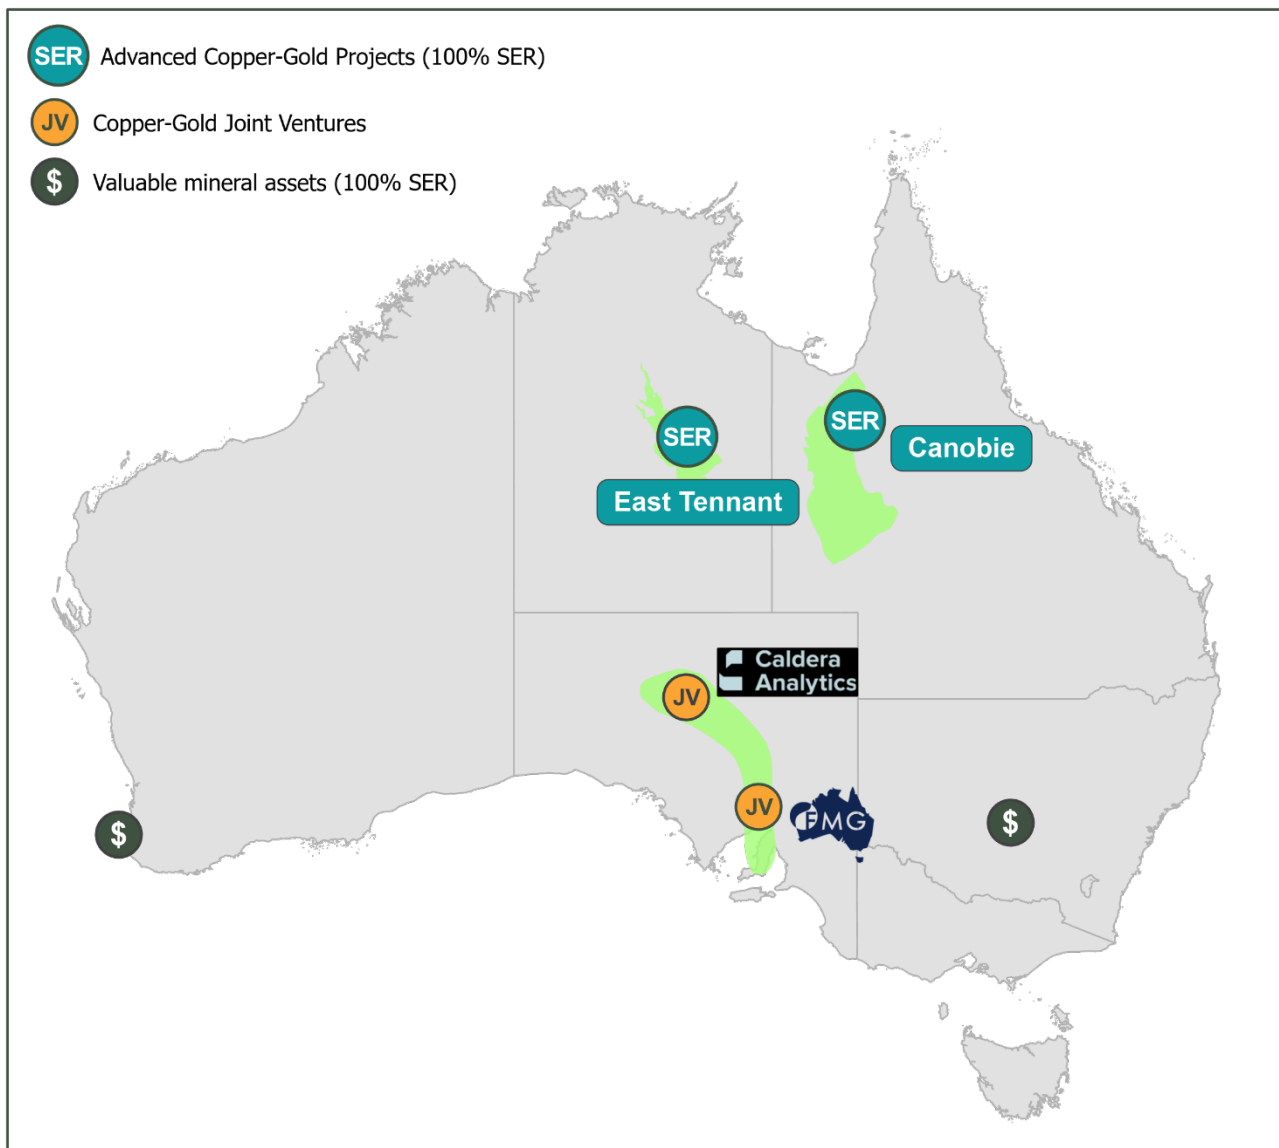 SER Advanced Copper-Gold Projects (100% SER)
JV Copper-Gold Joint Ventures
$ Valuable mineral assets (100% SER)
SER
SER
Canobie
East Tennant
Caldera
Analytics
JV
JV
FMG
$
$